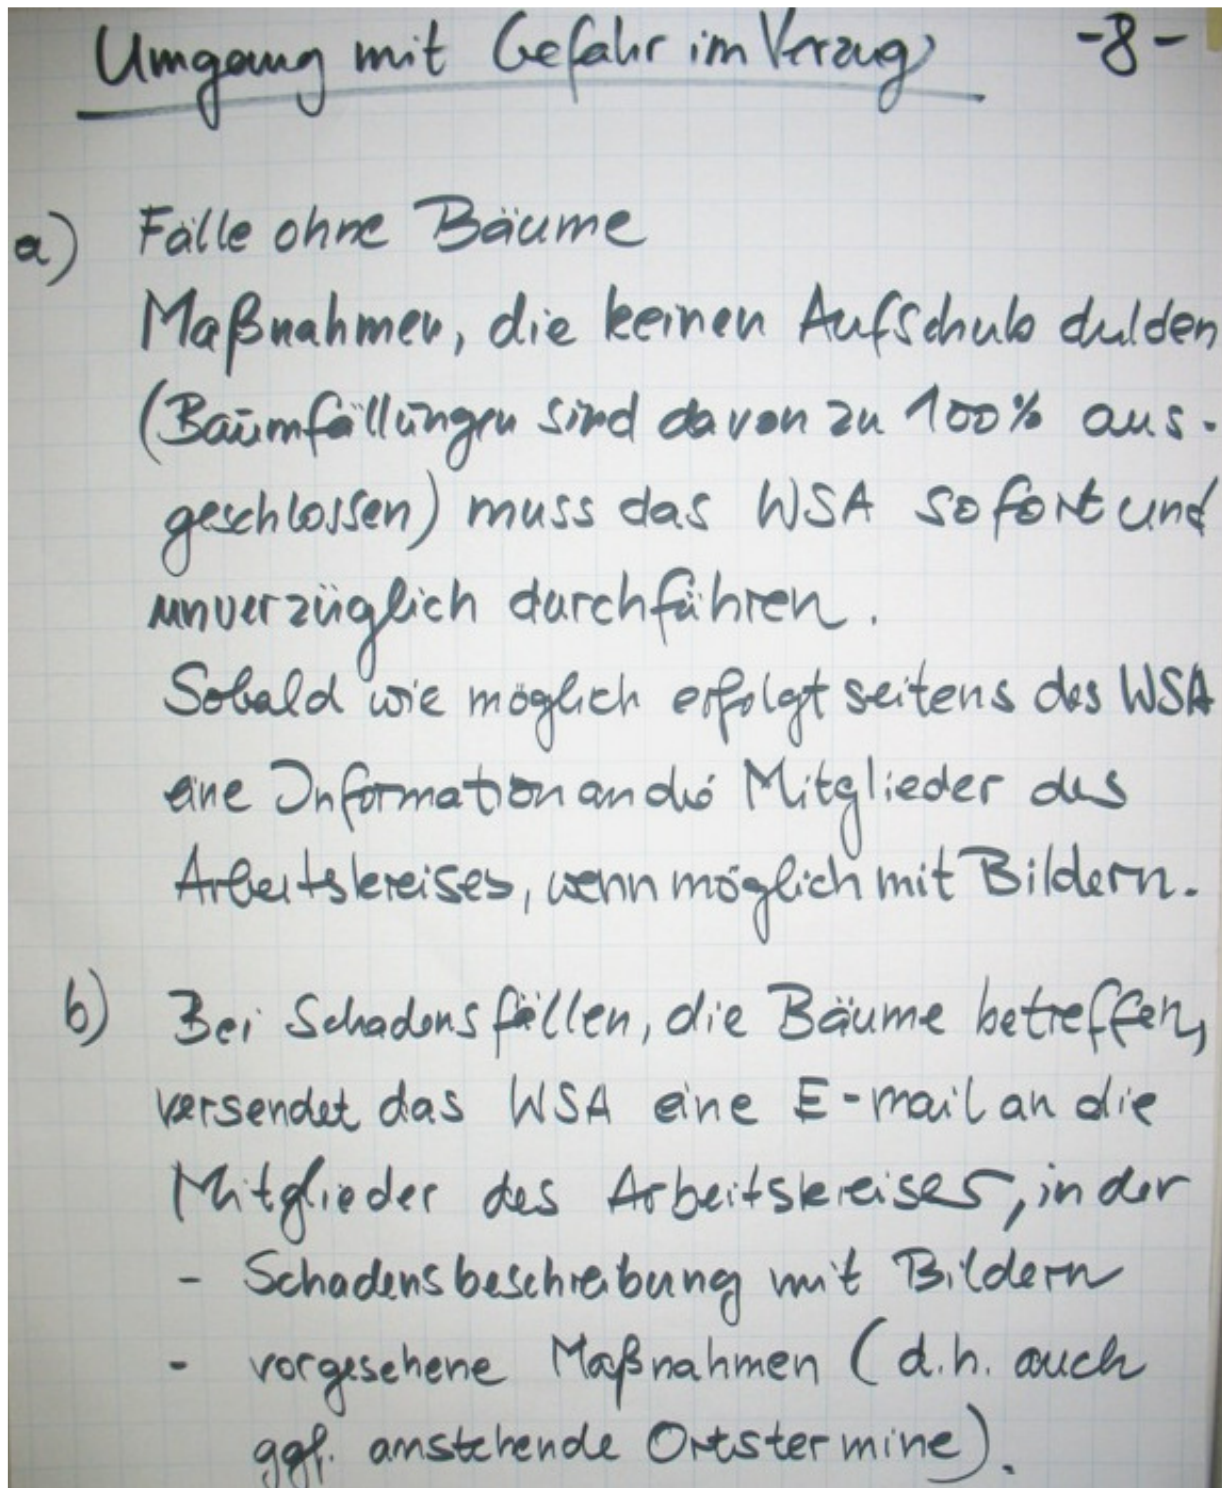 Umgang mit Gefahr im Verzug -8-
a) Fälle ohne Bäume
Maßnahmen, die keinen Aufschub dulden
(Baumfällungen sind davon zu 100% aus-
geschlossen) muss das WSA sofort und
unverzüglich durchführen.
Sobald wie möglich erfolgt seitens des WSA
eine Information an die Mitglieder des
Arbeitskreises, wenn möglich mit Bildern.
b) Bei Schadensfällen, die Bäume betreffen,
versendet das WSA eine E-mail an die
Mitglieder des Arbeitskreises, in der
- Schadensbeschreibung mit Bildern
- vorgesehene Maßnahmen (d.h. auch
ggf. anstehende Ortstermine).